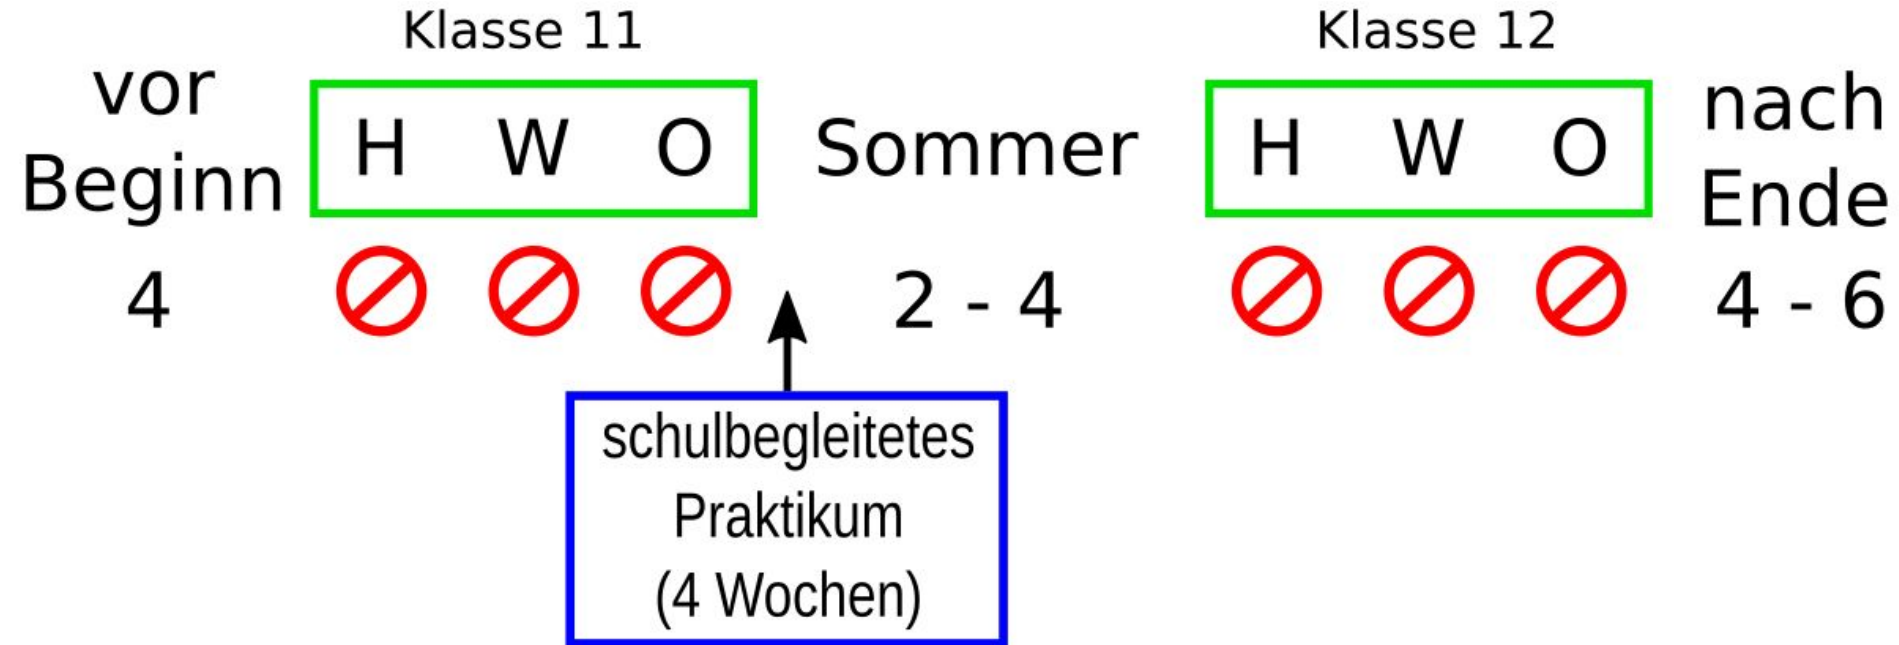 Klasse 11
Klasse 12
vor
Beginn
H W O
Sommer
H W O
nach
Ende
4
2 - 4
4 - 6
schulbegleitetes
Praktikum
(4 Wochen)